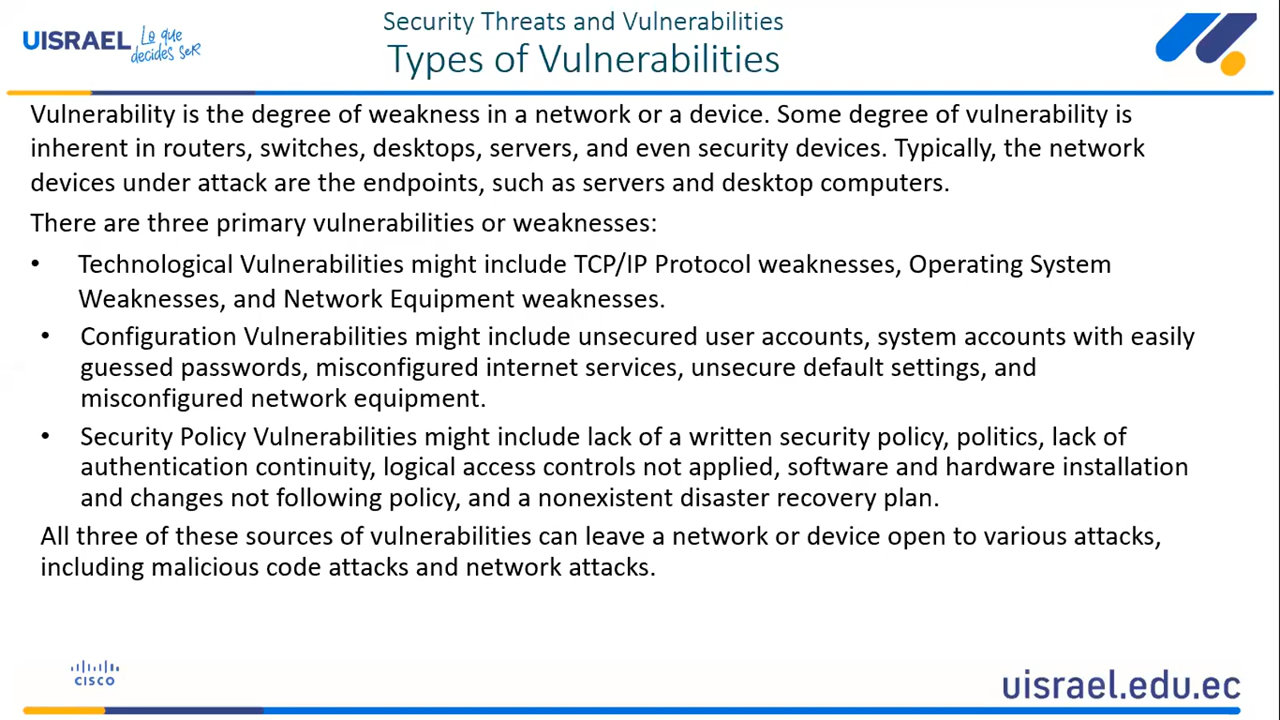 Security Threats and Vulnerabilities
UISRAEL Lo que
decides seR
Types of Vulnerabilities
Vulnerability is the degree of weakness in a network or a device. Some degree of vulnerability is
inherent in routers, switches, desktops, servers, and even security devices. Typically, the network
devices under attack are the endpoints, such as servers and desktop computers.
There are three primary vulnerabilities or weaknesses:
• Technological Vulnerabilities might include TCP/IP Protocol weaknesses, Operating System
Weaknesses, and Network Equipment weaknesses.
• Configuration Vulnerabilities might include unsecured user accounts, system accounts with easily
guessed passwords, misconfigured internet services, unsecure default settings, and
misconfigured network equipment.
• Security Policy Vulnerabilities might include lack of a written security policy, politics, lack of
authentication continuity, logical access controls not applied, software and hardware installation
and changes not following policy, and a nonexistent disaster recovery plan.
All three of these sources of vulnerabilities can leave a network or device open to various attacks,
including malicious code attacks and network attacks.
CISCO
uisrael.edu.ec